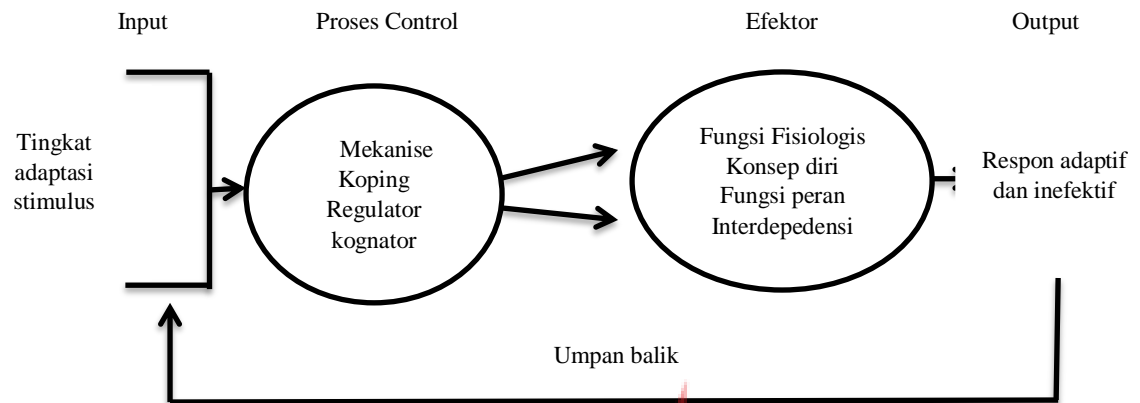 Input
Proses Control
Efektor
Output
Tingkat
adaptasi
stimulus
Mekanise
Koping
Regulator
kognator
Fungsi Fisiologis
Konsep diri
Fungsi peran
Interdepedensi
Respon adaptif
dan inefektif
Umpan balik